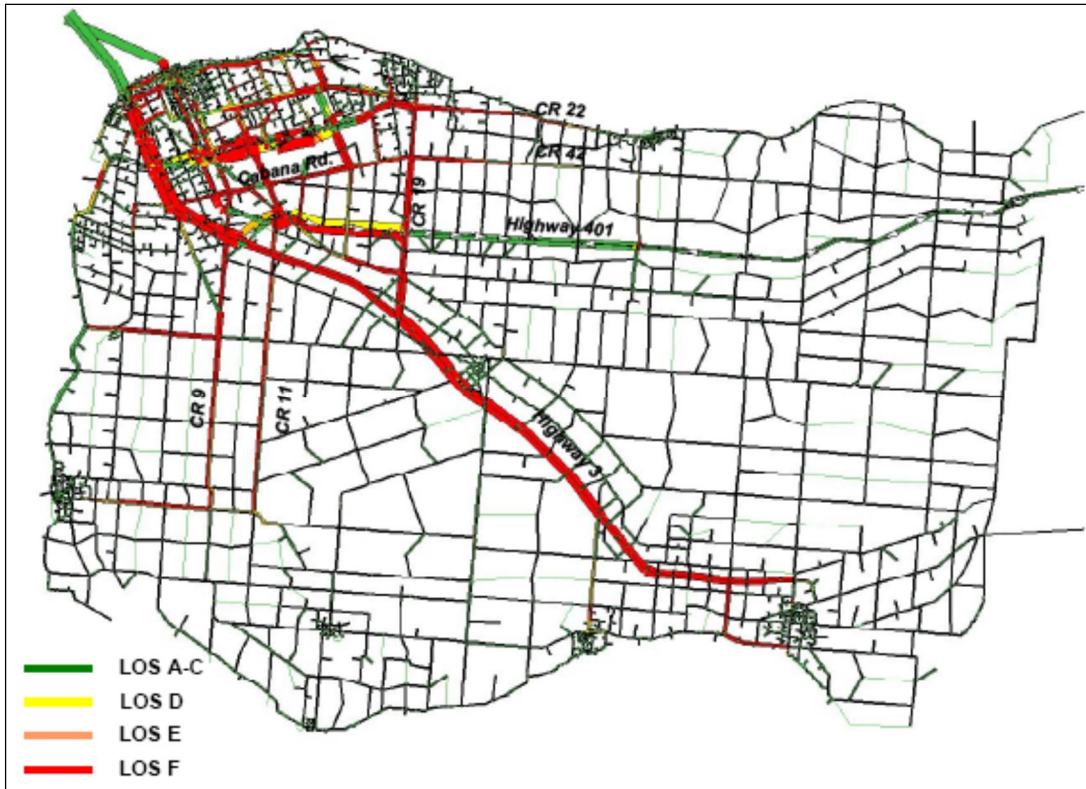 CR 22
CR 42
Cabana Rd.
CR 19
Highway 401
CR 9
CR 11
Highway 3
LOS A-C
LOS D
LOS E
LOS F